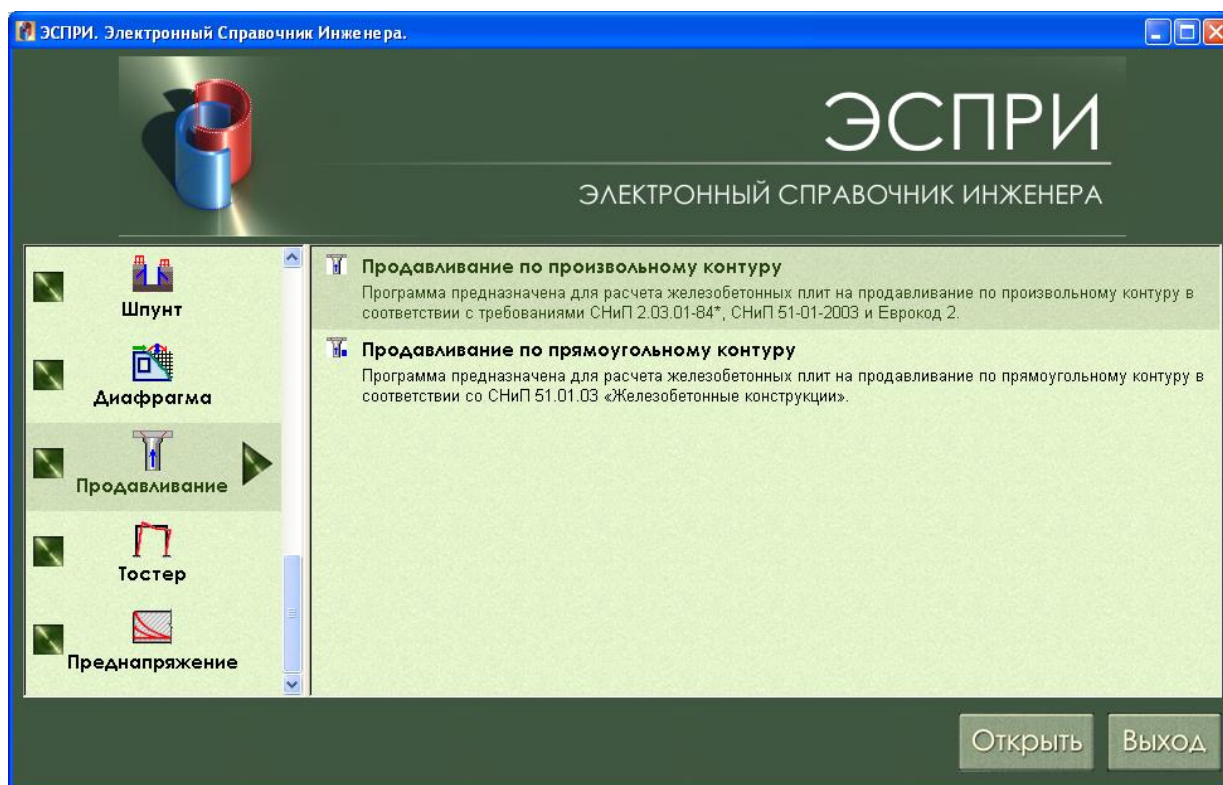 ЭСПРИ. Электронный Справочник Инженера.
ЭСПРИ
ЭЛЕКТРОННЫЙ СПРАВОЧНИК ИНЖЕНЕРА
Шпунт
Диафрагма
Продавливание
Тостер
Преднапряжение
Продавливание по произвольному контуру
Программа предназначена для расчета железобетонных плит на продавливание по произвольному контуру в
соответствии с требованиями СНиП 2.03.01-84*, СНиП 51-01-2003 и Еврокод 2.
Продавливание по прямоугольному контуру
Программа предназначена для расчета железобетонных плит на продавливание по прямоугольному контуру в
соответствии со СНиП 51.01.03 «Железобетонные конструкции».
Открыть
Выход